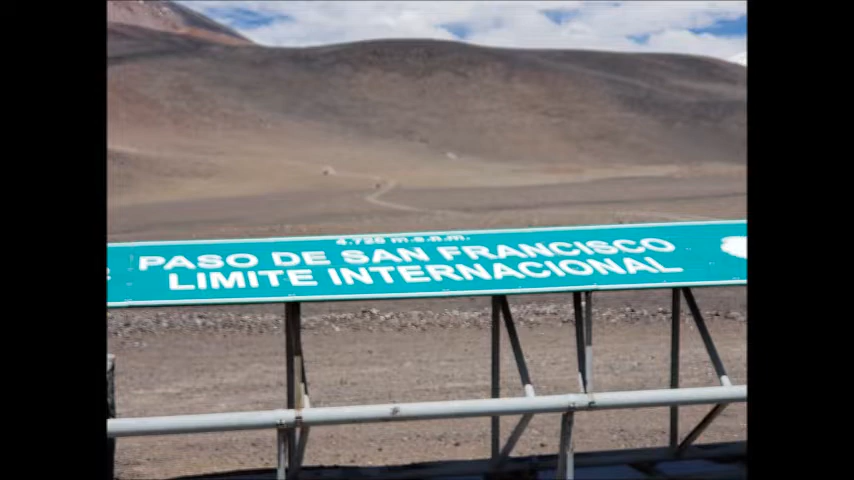 4.726 m.s.n.m.
PASO DE SAN FRANCISCO
LIMITE INTERNACIONAL